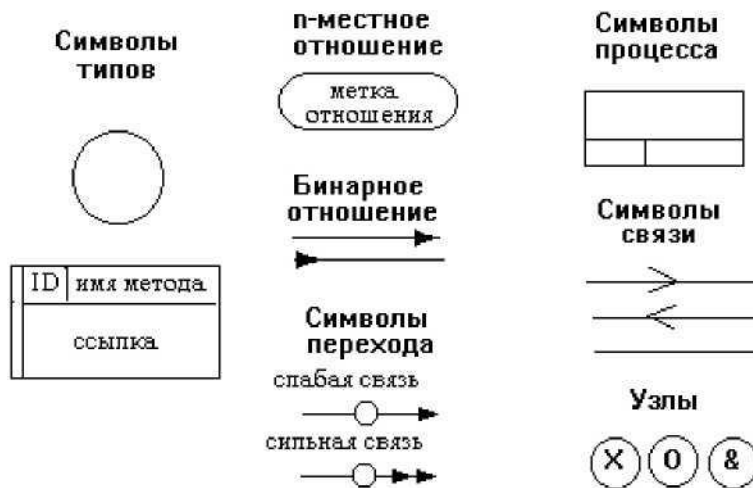 Символы
типов
ID имя метода
ссылка
n-местное
отношение
метка
отношения
Бинарное
отношение
Символы
перехода
слабая связь
сильная связь
Символы
процесса
Символы
связи
Узлы
X O &